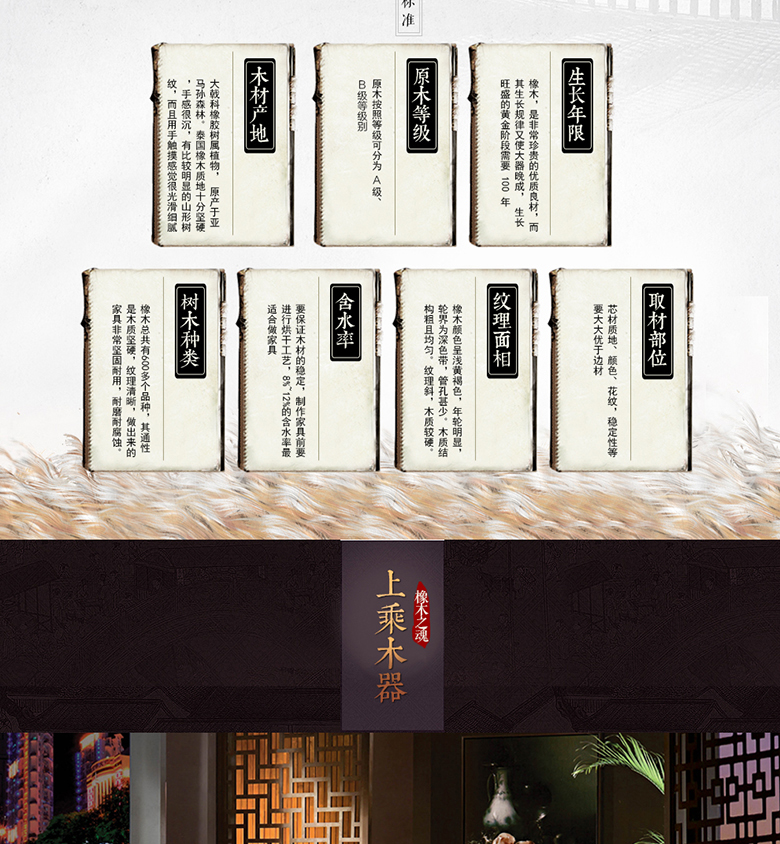 标准
生长年限
橡木，是非常珍贵的优质良材，而
其生长规律又使大器晚成，生长
旺盛的黄金阶段需要 100 年
原木等级
原木按照等级可分为 A 级、
B 级等级别
木材产地
大戟科橡胶树属植物，原产于亚
马孙森林。泰国橡木质地十分坚硬
，手感很沉，有比较明显的山形树
纹，而且用手触摸感觉很光滑细腻
取材部位
芯材质地、颜色、花纹，稳定性等
要大大优于边材
纹理面相
橡木颜色呈浅黄褐色，年轮明显，
轮界为深色带，管孔甚少。木质结
构粗且均匀。纹理斜，木质较硬。
含水率
要保证木材的稳定，制作家具前要
进行烘干工艺，8%~12%的含水率最
适合做家具
树木种类
橡木总共有600多个品种，其通性
是木质坚硬，纹理清晰，做出来的
家具非常坚固耐用，耐磨耐腐蚀。
橡木之魂
上乘木器